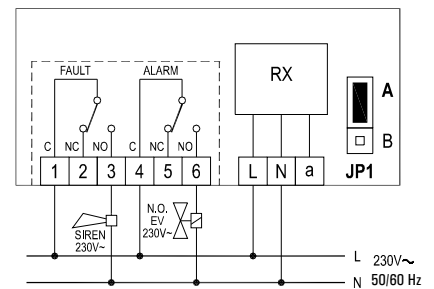 FAULT ALARM RX
A
C NC NO C NC NO B
1 2 3 4 5 6 L N a JP1
SIREN
230V~
N.O.
EV
230V~
L 230V~
N 50/60 Hz